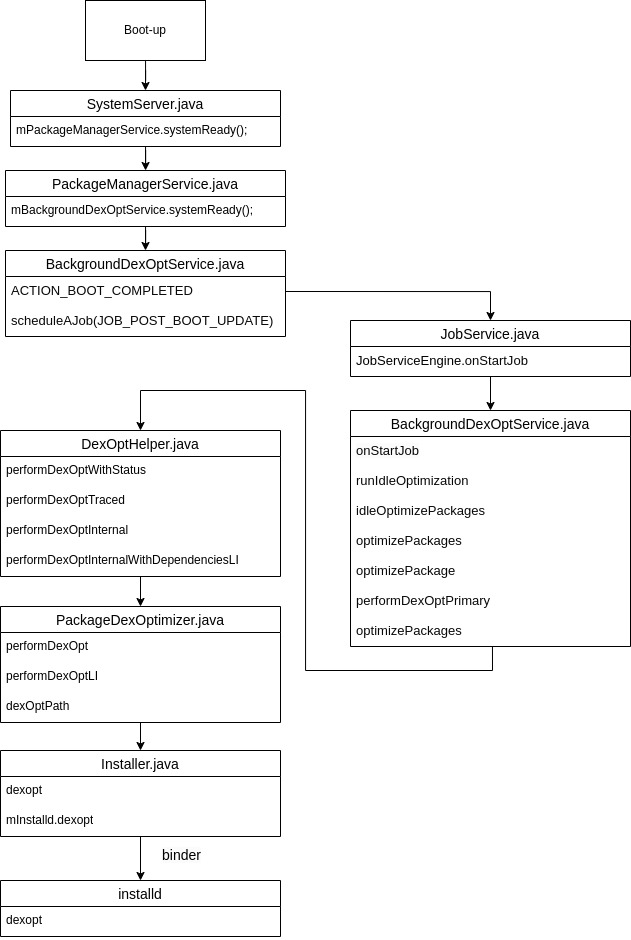 Boot-up
SystemServer.java
mPackageManagerService.systemReady();
PackageManagerService.java
mBackgroundDexOptService.systemReady();
BackgroundDexOptService.java
ACTION_BOOT_COMPLETED
scheduleAJob(JOB_POST_BOOT_UPDATE)
JobService.java
JobServiceEngine.onStartJob
BackgroundDexOptService.java
onStartJob
runIdleOptimization
idleOptimizePackages
optimizePackages
optimizePackage
performDexOptPrimary
optimizePackages
DexOptHelper.java
performDexOptWithStatus
performDexOptTraced
performDexOptInternal
performDexOptInternalWithDependenciesLI
PackageDexOptimizer.java
performDexOpt
performDexOptLI
dexOptPath
Installer.java
dexopt
mInstalld.dexopt
binder
installd
dexopt